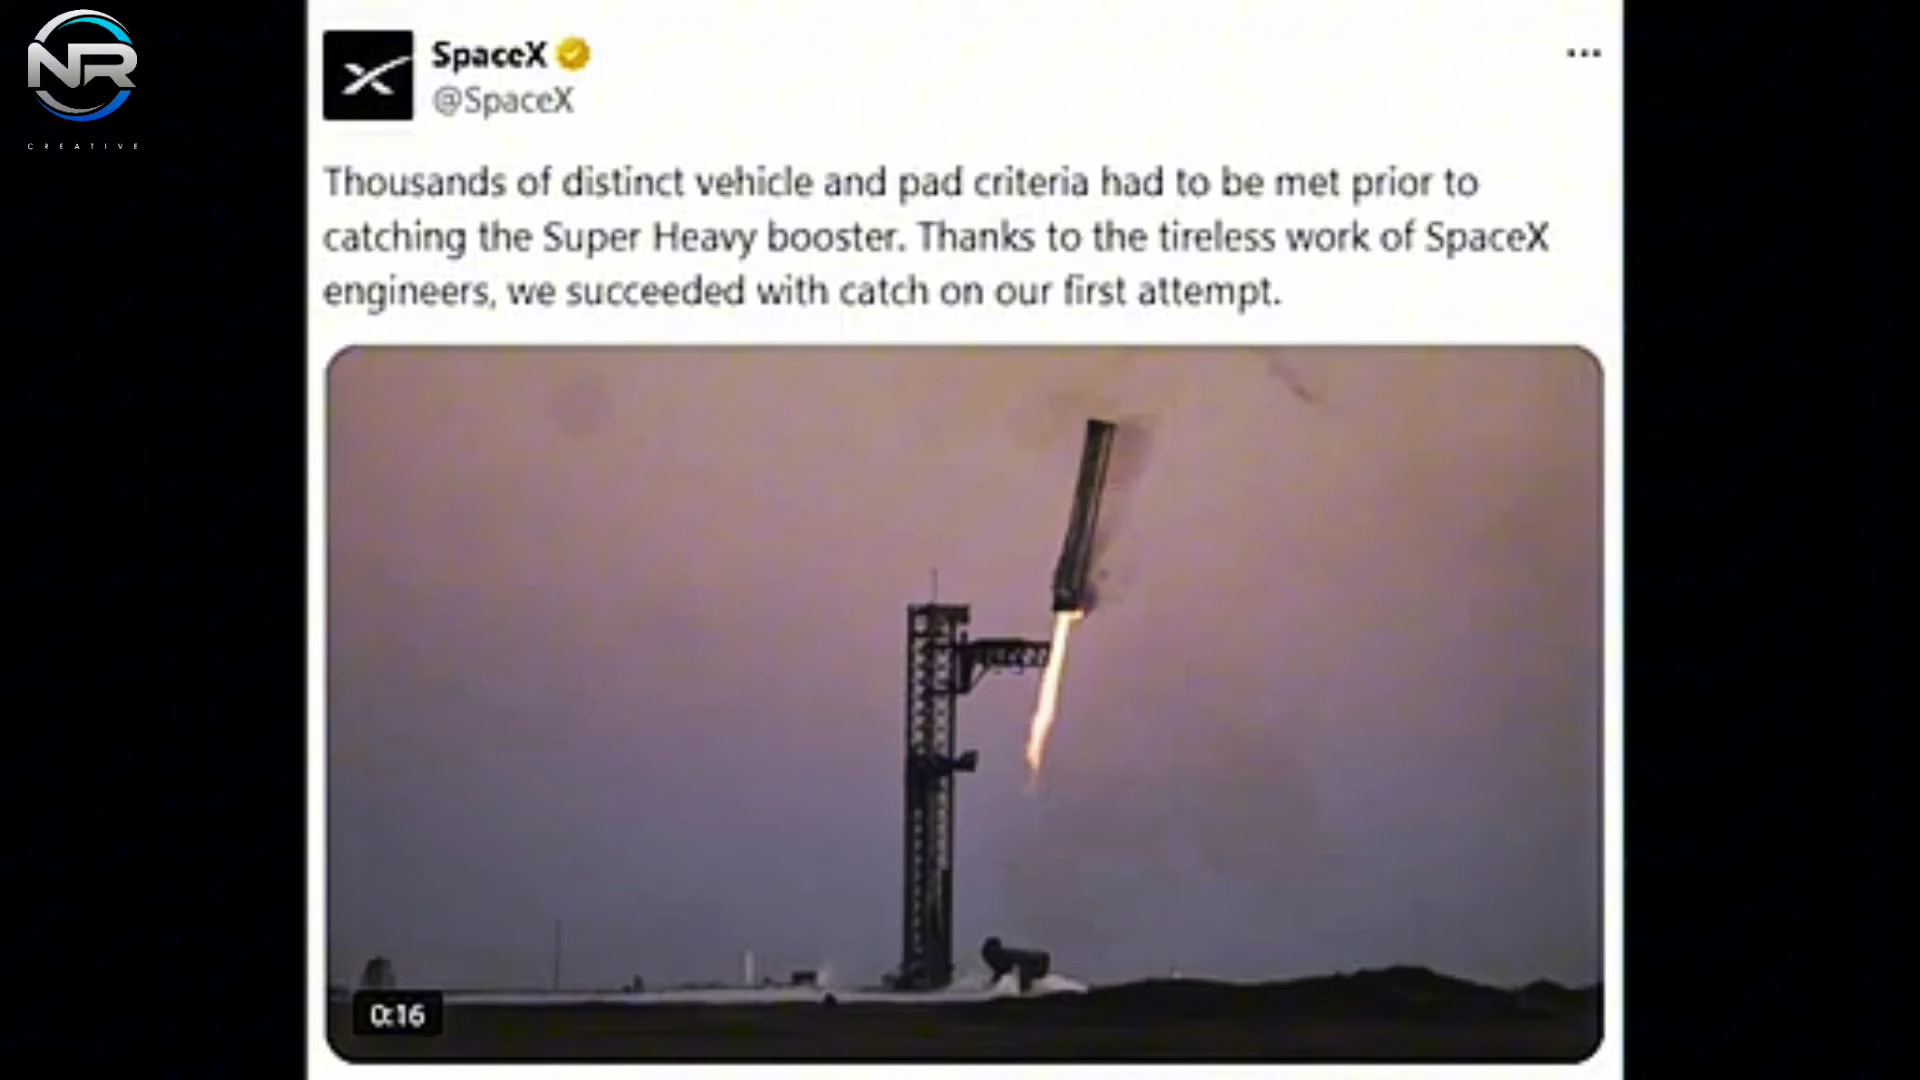 NR
CREATIVE
SpaceX
@SpaceX
Thousands of distinct vehicle and pad criteria had to be met prior to
catching the Super Heavy booster. Thanks to the tireless work of SpaceX
engineers, we succeeded with catch on our first attempt.
0:16